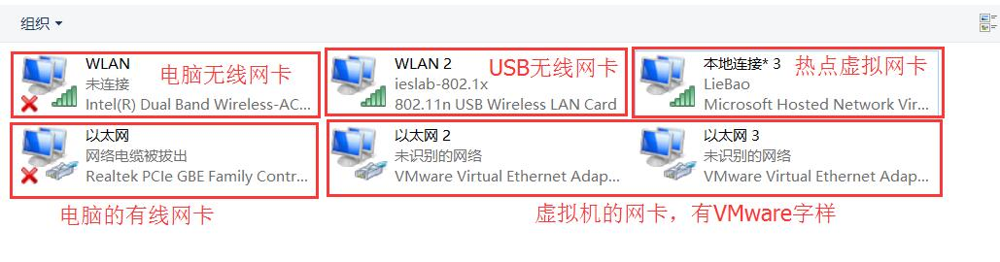 组织
WLAN
未连接
Intel(R) Dual Band Wireless-AC...
电脑无线网卡
WLAN 2
ieslab-802.1x
802.11n USB Wireless LAN Card
USB无线网卡
本地连接* 3
LieBao
Microsoft Hosted Network Vir...
热点虚拟网卡
以太网
网络电缆被拔出
Realtek PCIe GBE Family Contr...
以太网 2
未识别的网络
VMware Virtual Ethernet Adap...
以太网 3
未识别的网络
VMware Virtual Ethernet Adap...
电脑的有线网卡
虚拟机的网卡，有VMware字样